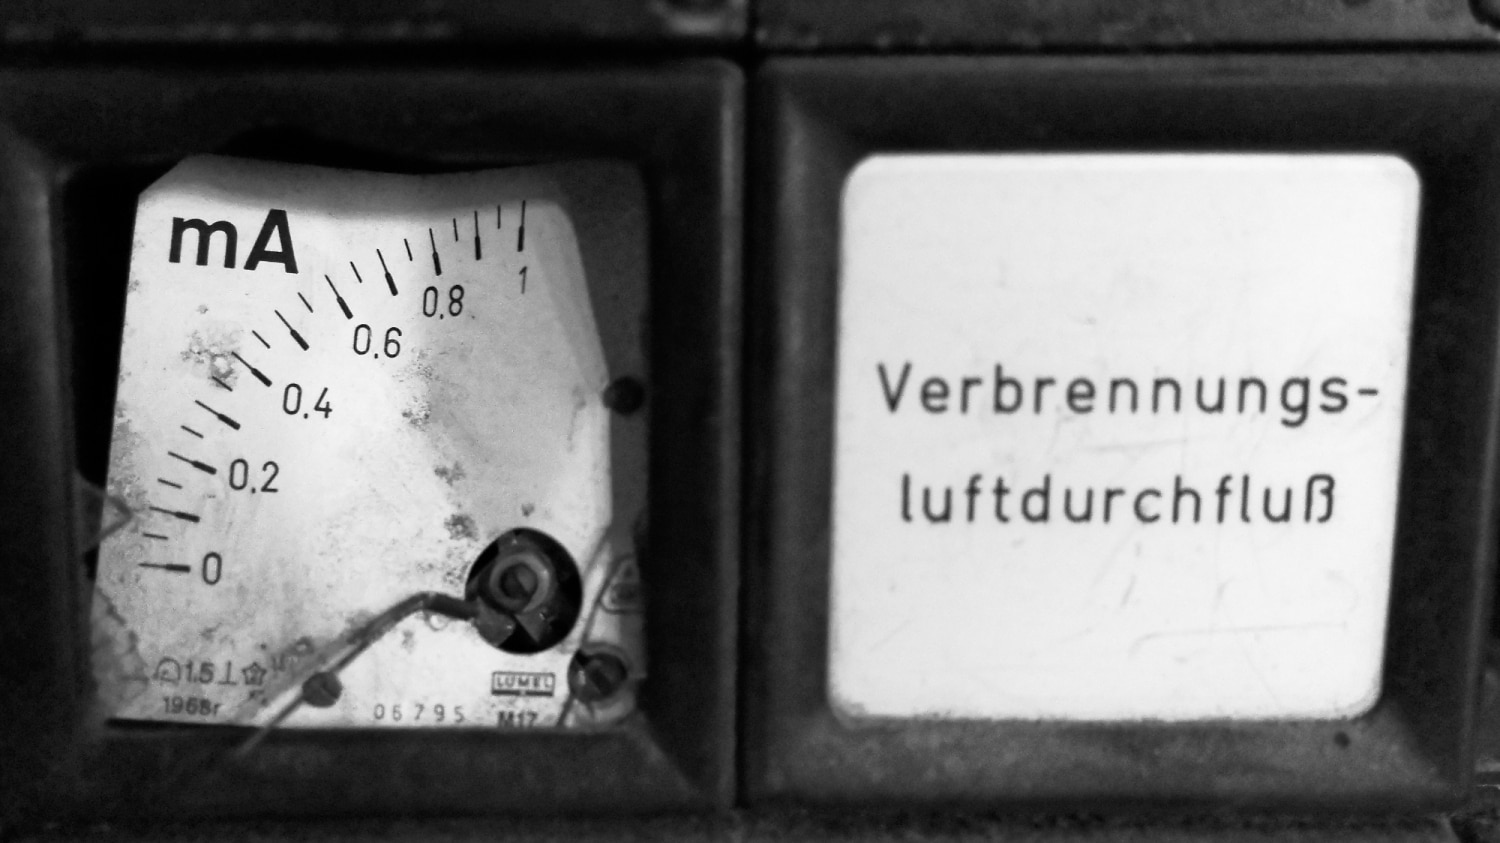 mA
1
0,8
0,6
0,4
0,2
0
1.5
1968r
06795
LUMEL
M17
Verbrennungs-
luftdurchfluß